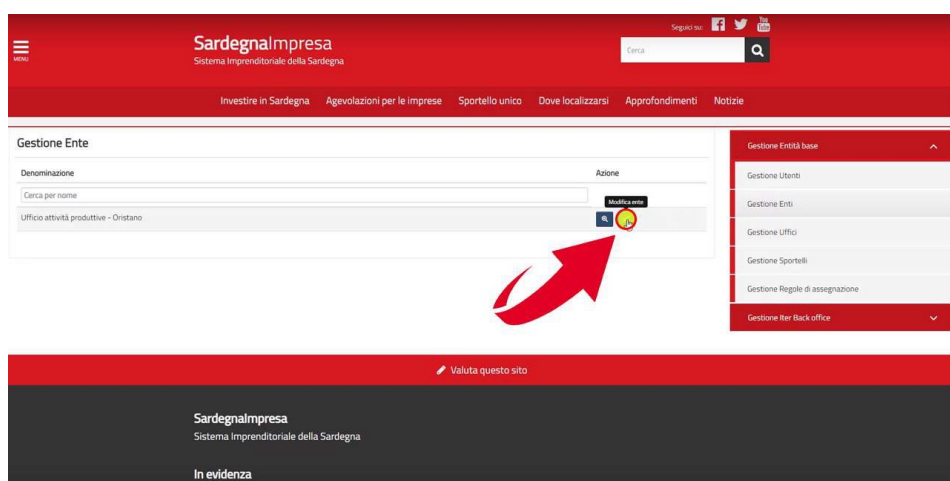 Seguici su:
You
Tube
MENU
SardegnaImpresa
Sistema Imprenditoriale della Sardegna
Cerca
Investire in Sardegna Agevolazioni per le imprese Sportello unico Dove localizzarsi Approfondimenti Notizie
Gestione Ente
Denominazione Azione
Cerca per nome
Modifica ente
Ufficio attività produttive - Oristano
Gestione Entità base
Gestione Utenti
Gestione Enti
Gestione Uffici
Gestione Sportelli
Gestione Regole di assegnazione
Gestione Iter Back office
Valuta questo sito
SardegnaImpresa
Sistema Imprenditoriale della Sardegna
In evidenza